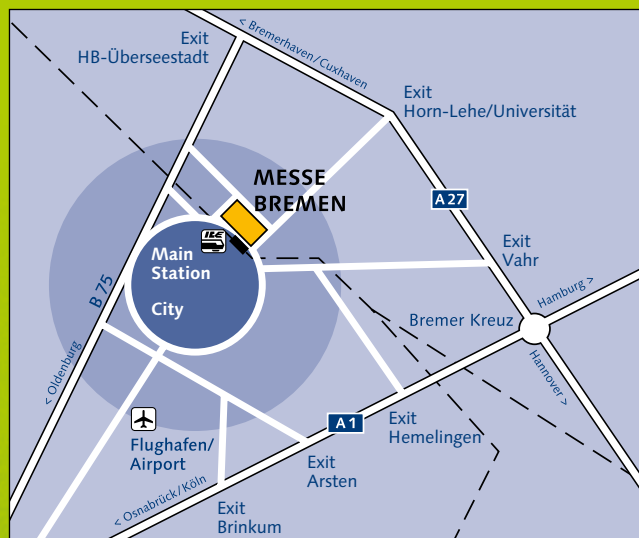 Exit
HB-Überseestadt
< Bremerhaven/Cuxhaven
Exit
Horn-Lehe/Universität
MESSE
BREMEN
A 27
ICE
Main
Station
City
Exit
Vahr
B 75
Hamburg >
Bremer Kreuz
< Oldenburg
Hannover >
A 1
Exit
Hemelingen
Flughafen/
Airport
Exit
Arsten
< Osnabrück/Köln
Exit
Brinkum